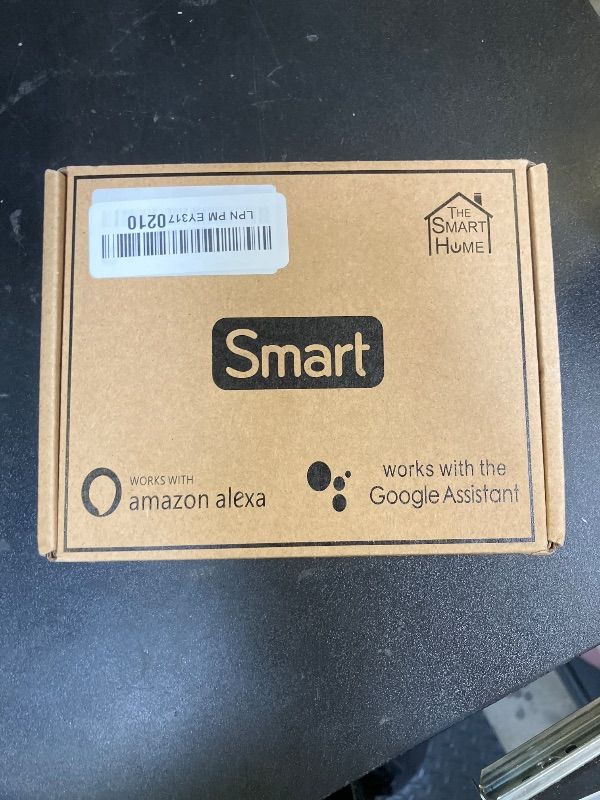 LPN PM EY3170210
THE
SMART
HOME
Smart
WORKS WITH
amazon alexa
works with the
Google Assistant